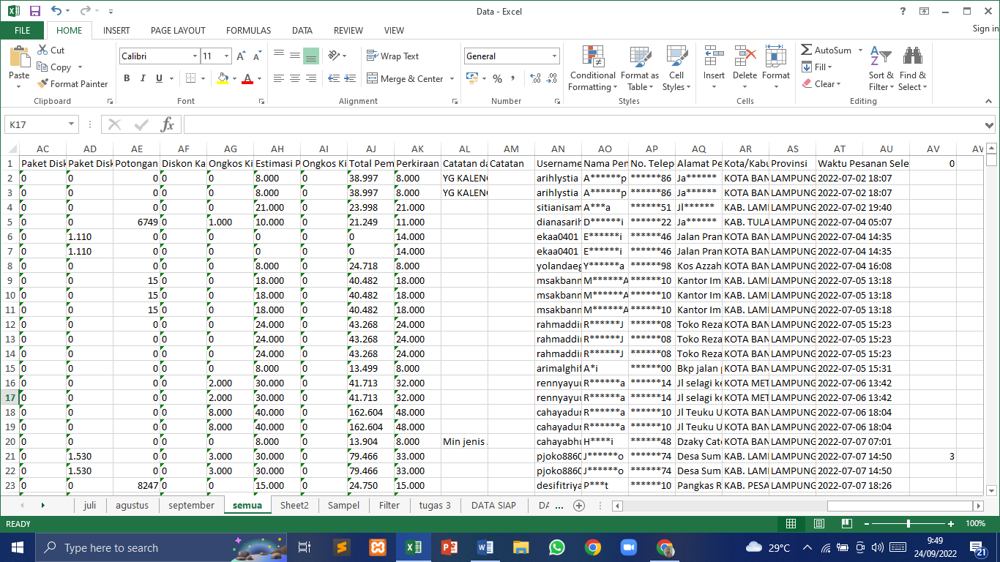 Data - Excel
FILE HOME INSERT PAGE LAYOUT FORMULAS DATA REVIEW VIEW Sign in
Paste Cut Copy Format Painter
Calibri 11
B I U
Wrap Text
Merge & Center
General
Conditional Formatting Format as Table Cell Styles
Insert Delete Format
AutoSum Fill Clear
Sort & Filter Find & Select
Clipboard Font Alignment Number Styles Cells Editing
K17
AC AD AE AF AG AH AI AJ AK AL AM AN AO AP AQ AR AS AT AU AV
1 Paket Disk Paket Disk Potongan Diskon Ka Ongkos Ki Estimasi P Ongkos Ki Total Pem Perkiraan Catatan da Catatan Username Nama Pen No. Telep Alamat Pe Kota/Kabu Provinsi Waktu Pesanan Sele 0
2 0 0 0 0 0 8.000 0 38.997 8.000 YG KALENG arihlystia A******p ******86 Ja****** KOTA BAN LAMPUNG 2022-07-02 18:07
3 0 0 0 0 0 8.000 0 38.997 8.000 YG KALENG arihlystia A******p ******86 Ja****** KOTA BAN LAMPUNG 2022-07-02 18:07
4 0 0 0 0 0 21.000 0 23.998 21.000 sitianisam A***a ******51 Jl****** KAB. LAMP LAMPUNG 2022-07-02 19:40
5 0 0 6749 0 1.000 10.000 0 21.249 11.000 dianasarih D******i ******22 Ja****** KAB. TULA LAMPUNG 2022-07-04 05:07
6 0 1.110 0 0 0 0 0 0 14.000 ekaa0401 E******i ******46 Jalan Pram KOTA BAN LAMPUNG 2022-07-04 14:35
7 0 1.110 0 0 0 0 0 0 14.000 ekaa0401 E******i ******46 Jalan Pram KOTA BAN LAMPUNG 2022-07-04 14:35
8 0 0 0 0 0 8.000 0 24.718 8.000 yolandaeg Y******a ******98 Kos Azzah KOTA BAN LAMPUNG 2022-07-04 16:08
9 0 0 15 0 0 18.000 0 40.482 18.000 msakbann M******A ******10 Kantor Im KAB. LAMP LAMPUNG 2022-07-05 13:18
10 0 0 15 0 0 18.000 0 40.482 18.000 msakbann M******A ******10 Kantor Im KAB. LAMP LAMPUNG 2022-07-05 13:18
11 0 0 15 0 0 18.000 0 40.482 18.000 msakbann M******A ******10 Kantor Im KAB. LAMP LAMPUNG 2022-07-05 13:18
12 0 0 0 0 0 24.000 0 43.268 24.000 rahmaddin R******J ******08 Toko Reza KOTA BAN LAMPUNG 2022-07-05 15:23
13 0 0 0 0 0 24.000 0 43.268 24.000 rahmaddin R******J ******08 Toko Reza KOTA BAN LAMPUNG 2022-07-05 15:23
14 0 0 0 0 0 24.000 0 43.268 24.000 rahmaddin R******J ******08 Toko Reza KOTA BAN LAMPUNG 2022-07-05 15:23
15 0 0 0 0 0 8.000 0 13.499 8.000 arimalghif A*i ******00 Bkp jalan p KOTA BAN LAMPUNG 2022-07-05 15:31
16 0 0 0 0 2.000 30.000 0 41.713 32.000 rennyayuu R******a ******14 Jl selagi ke KOTA MET LAMPUNG 2022-07-06 13:42
17 0 0 0 0 2.000 30.000 0 41.713 32.000 rennyayuu R******a ******14 Jl selagi ke KOTA MET LAMPUNG 2022-07-06 13:42
18 0 0 0 0 8.000 40.000 0 162.604 48.000 cahayadun R******a ******10 Jl Teuku U KOTA BAN LAMPUNG 2022-07-06 18:04
19 0 0 0 0 8.000 40.000 0 162.604 48.000 cahayadun R******a ******10 Jl Teuku U KOTA BAN LAMPUNG 2022-07-06 18:04
20 0 0 0 0 0 8.000 0 13.904 8.000 Min jenis cahayabhu H****i ******48 Dzaky Cate KOTA BAN LAMPUNG 2022-07-07 07:01
21 0 1.530 0 0 3.000 30.000 0 79.466 33.000 pjoko8860 J******o ******74 Desa Sum KAB. LAMP LAMPUNG 2022-07-07 14:50 3
22 0 1.530 0 0 3.000 30.000 0 79.466 33.000 pjoko8860 J******o ******74 Desa Sum KAB. LAMP LAMPUNG 2022-07-07 14:50
23 0 0 8247 0 0 15.000 0 24.750 15.000 desifitriya P***t ******10 Pangkas R KAB. PESA LAMPUNG 2022-07-07 18:26
juli agustus september semua Sheet2 Sampel Filter tugas 3 DATA SIAP DA ...
READY 100%
Type here to search 29°C 9:49
24/09/2022 21